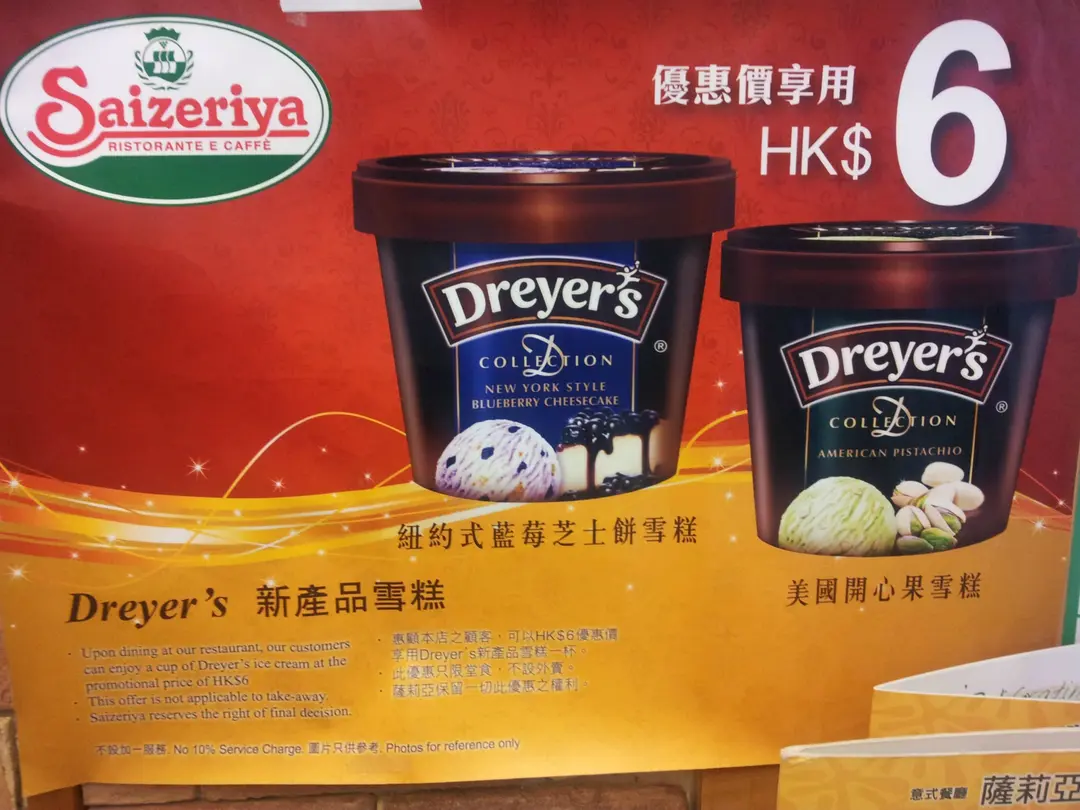 Saizeriya
RISTORANTE E CAFFÈ
優惠價享用
HK$6
Dreyer's
COLLECTION
D
NEW YORK STYLE
BLUEBERRY CHEESECAKE
®
Dreyer's
COLLECTION
D
AMERICAN PISTACHIO
®
紐約式藍莓芝士餅雪糕
美國開心果雪糕
Dreyer's 新產品雪糕
· Upon dining at our restaurant, our customers
can enjoy a cup of Dreyer's ice cream at the
promotional price of HK$6
· This offer is not applicable to take-away.
· Saizeriya reserves the right of final decision.
· 惠顧本店之顧客，可以HK$6優惠價
享用Dreyer's新產品雪糕一杯。
· 此優惠只限堂食，不設外賣。
· 薩莉亞保留一切此優惠之權利。
不設加一服務. No 10% Service Charge. 圖片只供參考. Photos for reference only
意式餐廳 薩莉亞